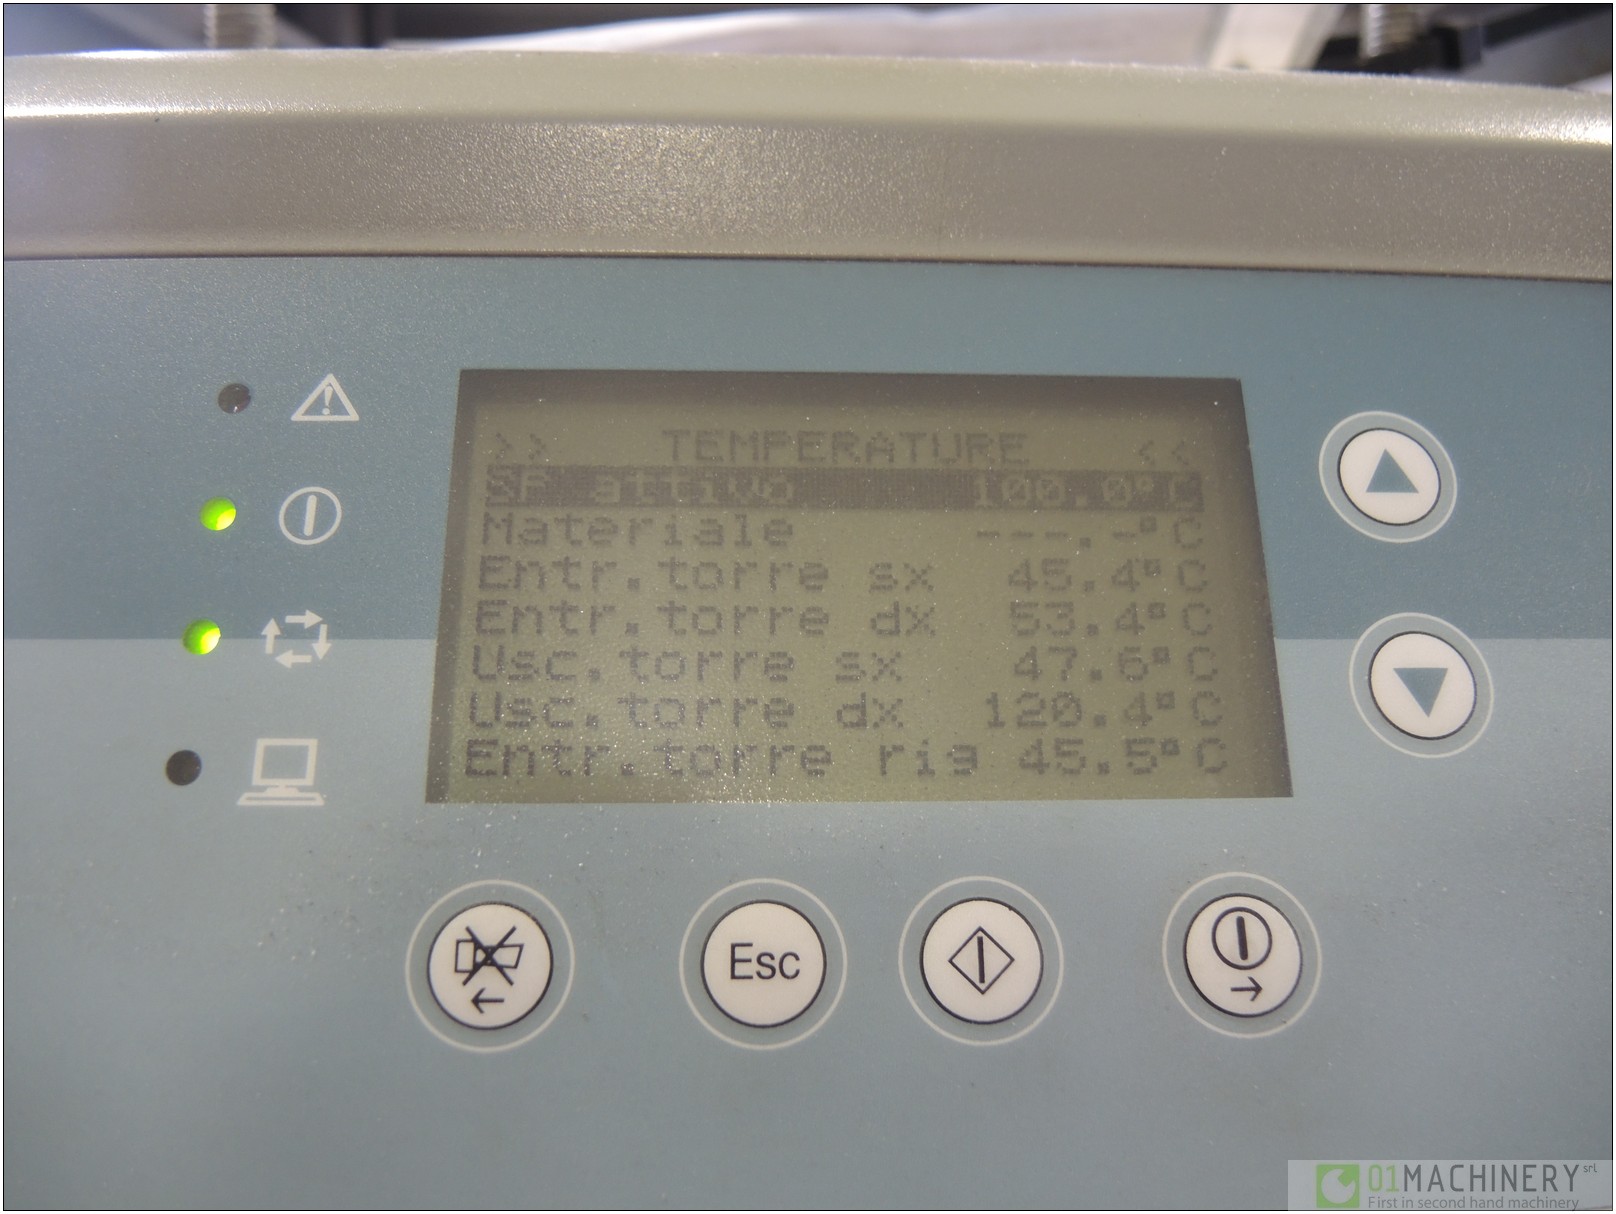 >> TEMPERATURE <<
SP attivo 100.0°C
Materiale ---.-°C
Entr.torre sx 45.4°C
Entr.torre dx 53.4°C
Usc.torre sx 47.6°C
Usc.torre dx 120.4°C
Entr.torre rig 45.5°C
Esc
01MACHINERY srl
First in second hand machinery